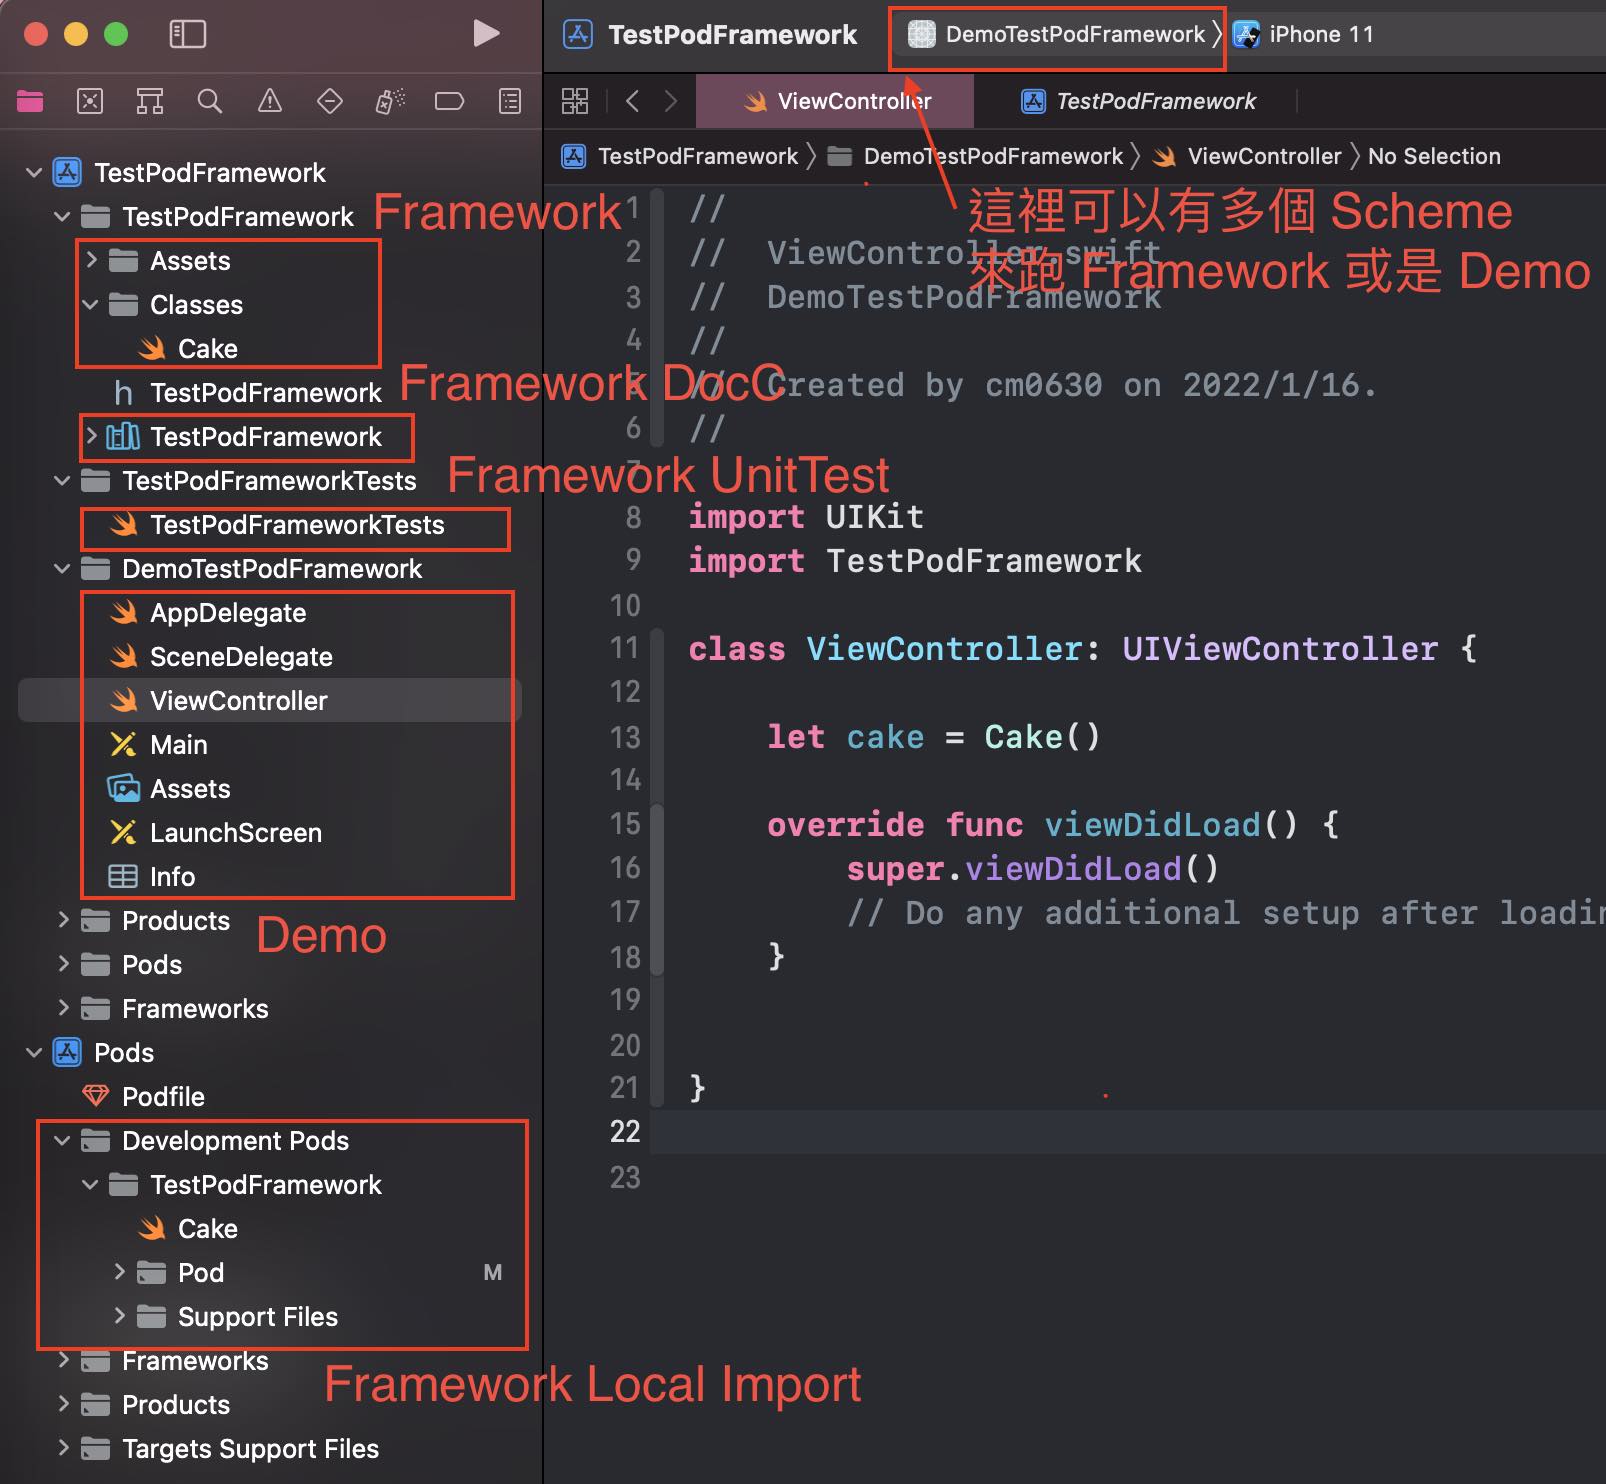 TestPodFramework
DemoTestPodFramework
iPhone 11
ViewController
TestPodFramework
TestPodFramework
DemoTestPodFramework
ViewController
No Selection
TestPodFramework
TestPodFramework
Framework
Assets
Classes
Cake
TestPodFramework
Framework DocC
TestPodFramework
TestPodFrameworkTests
Framework UnitTest
TestPodFrameworkTests
DemoTestPodFramework
AppDelegate
SceneDelegate
ViewController
Main
Assets
LaunchScreen
Info
Products
Demo
Pods
Frameworks
Pods
Podfile
Development Pods
TestPodFramework
Cake
Pod M
Support Files
Frameworks
Framework Local Import
Products
Targets Support Files
這裡可以有多個 Scheme
來跑 Framework 或是 Demo
1 //
2 //  ViewController.swift
3 //  DemoTestPodFramework
4 //
5 //  Created by cm0630 on 2022/1/16.
6 //
7
8 import UIKit
9 import TestPodFramework
10
11 class ViewController: UIViewController {
12
13     let cake = Cake()
14
15     override func viewDidLoad() {
16         super.viewDidLoad()
17         // Do any additional setup after loadin
18     }
19
20
21 }
22
23